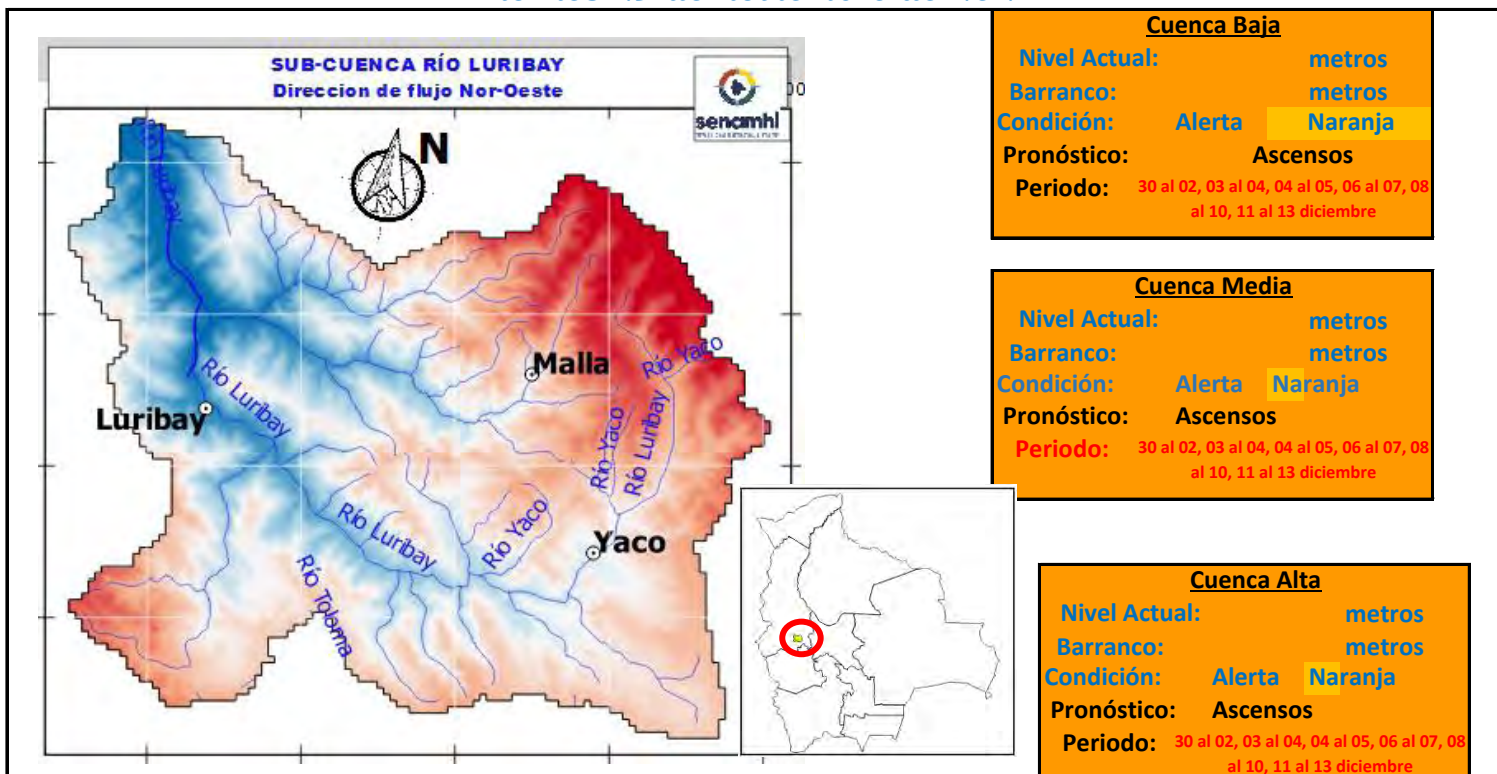 SUB-CUENCA RÍO LURIBAY
Direccion de flujo Nor-Oeste
senamhi
00
N
Río Luribay
Malla
Río Yaco
Luribay
Río Luribay
Río Yaco
Río Luribay
Río Luribay
Río Yaco
Yaco
Río Tolama
Cuenca Baja
Nivel Actual: metros
Barranco: metros
Condición: Alerta Naranja
Pronóstico: Ascensos
Periodo: 30 al 02, 03 al 04, 04 al 05, 06 al 07, 08
al 10, 11 al 13 diciembre
Cuenca Media
Nivel Actual: metros
Barranco: metros
Condición: Alerta Naranja
Pronóstico: Ascensos
Periodo: 30 al 02, 03 al 04, 04 al 05, 06 al 07, 08
al 10, 11 al 13 diciembre
Cuenca Alta
Nivel Actual: metros
Barranco: metros
Condición: Alerta Naranja
Pronóstico: Ascensos
Periodo: 30 al 02, 03 al 04, 04 al 05, 06 al 07, 08
al 10, 11 al 13 diciembre